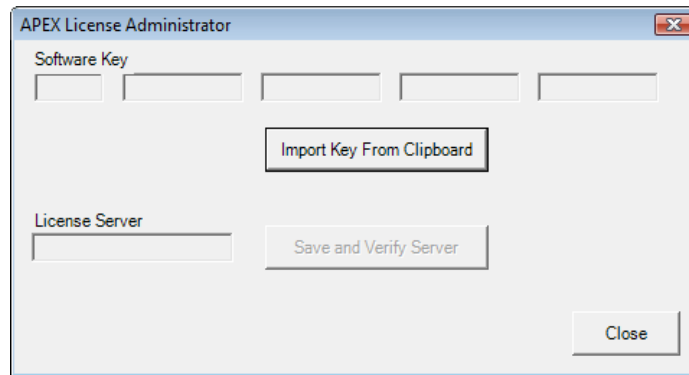 APEX License Administrator
Software Key
Import Key From Clipboard
License Server
Save and Verify Server
Close